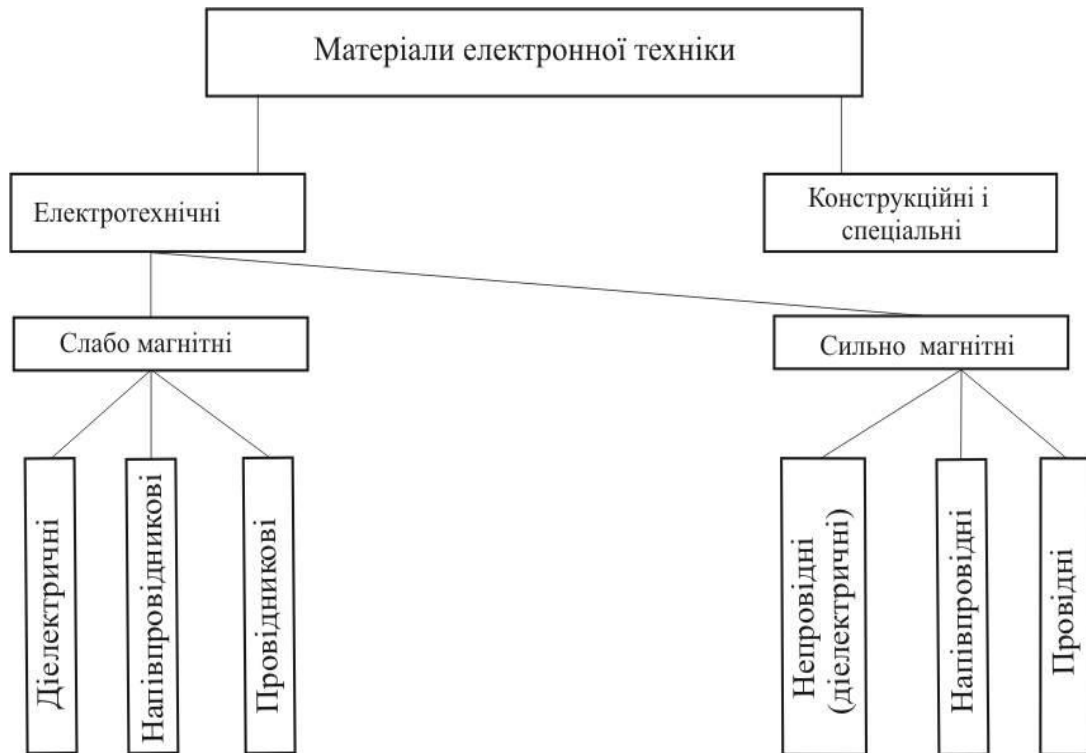 Матеріали електронної техніки
Електротехнічні
Конструкційні і
спеціальні
Слабо магнітні
Сильно магнітні
Діелектричні
Напівпровідникові
Провідникові
Непровідні
(діелектричні)
Напівпровідні
Провідні